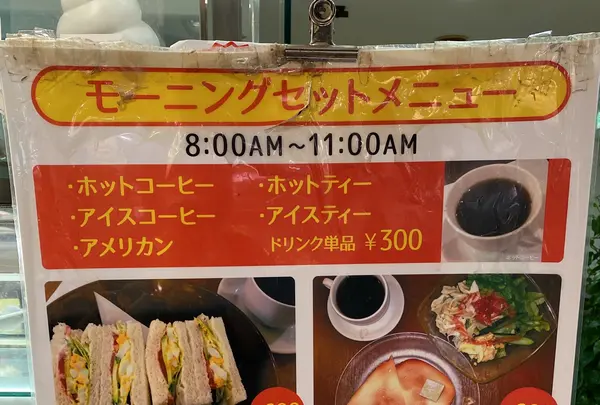 モーニングセットメニュー
8:00AM～11:00AM
・ホットコーヒー ・ホットティー
・アイスコーヒー ・アイスティー
・アメリカン ドリンク単品 ¥300